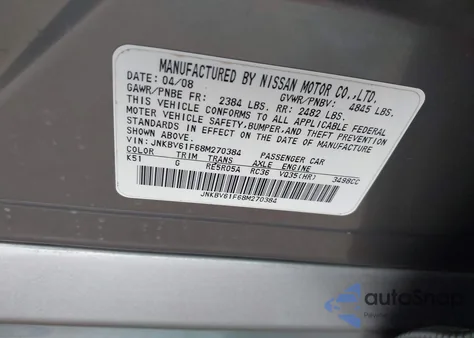 MANUFACTURED BY NISSAN MOTOR CO.,LTD.
DATE: 04/08 GVWR/PNBV: 4845 LBS.
GAWR/PNBE FR: 2384 LBS. RR: 2482 LBS.
THIS VEHICLE CONFORMS TO ALL APPLICABLE FEDERAL
MOTOR VEHICLE SAFETY, BUMPER, AND THEFT PREVENTION
STANDARDS IN EFFECT ON THE DATE OF MANUFACTURE
VIN: JNKBV61F68M270384 PASSENGER CAR
COLOR TRIM TRANS AXLE ENGINE
K51 G RE5R05A RC36 VQ35(HR) 3498CC
JNKBV61F68M270384
autoSnap